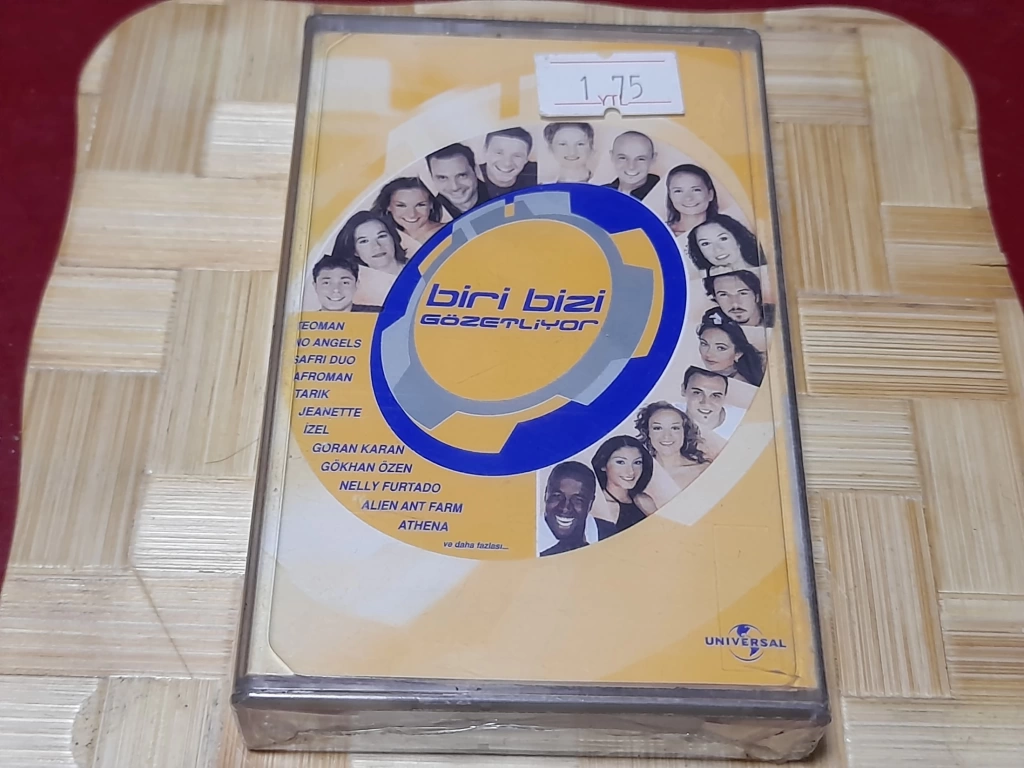 1.75
YTL
biri bizi
GÖZETLİYOR
TEOMAN
NO ANGELS
SAFRI DUO
AFROMAN
TARIK
JEANETTE
İZEL
GORAN KARAN
GÖKHAN ÖZEN
NELLY FURTADO
ALIEN ANT FARM
ATHENA
ve daha fazlası...
UNIVERSAL